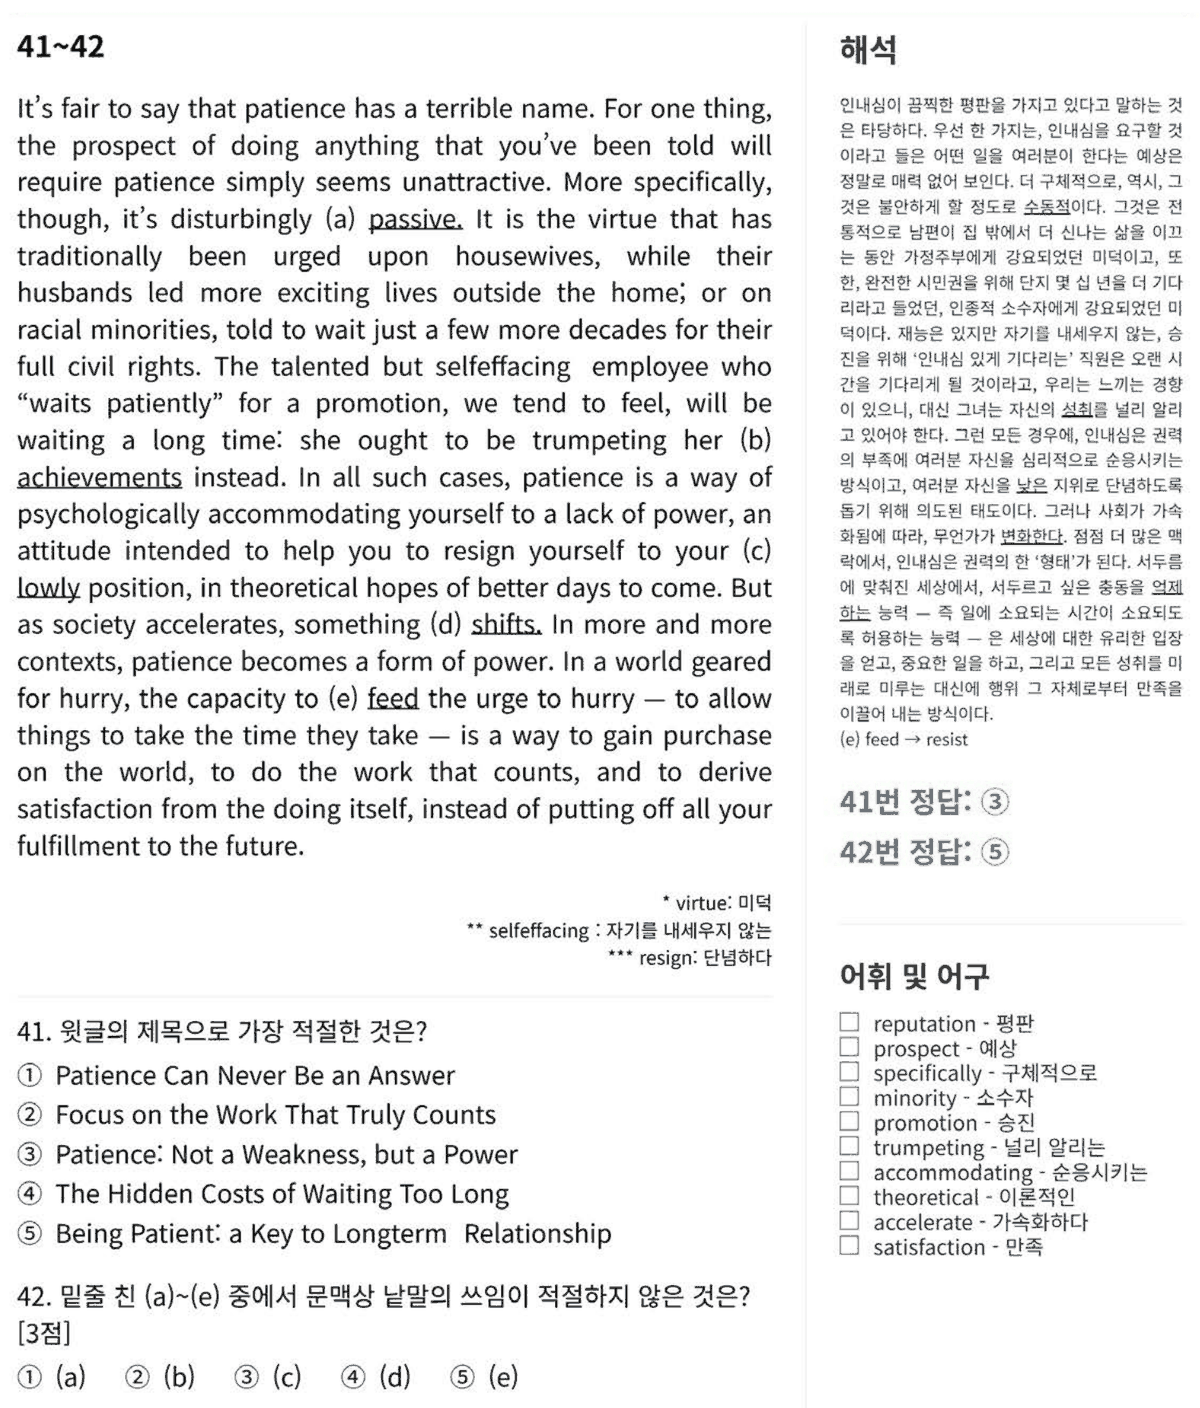 41~42
It's fair to say that patience has a terrible name. For one thing,
the prospect of doing anything that you've been told will
require patience simply seems unattractive. More specifically,
though, it's disturbingly (a) passive. It is the virtue that has
traditionally been urged upon housewives, while their
husbands led more exciting lives outside the home; or on
racial minorities, told to wait just a few more decades for their
full civil rights. The talented but selfeffacing employee who
“waits patiently” for a promotion, we tend to feel, will be
waiting a long time: she ought to be trumpeting her (b)
achievements instead. In all such cases, patience is a way of
psychologically accommodating yourself to a lack of power, an
attitude intended to help you to resign yourself to your (c)
lowly position, in theoretical hopes of better days to come. But
as society accelerates, something (d) shifts. In more and more
contexts, patience becomes a form of power. In a world geared
for hurry, the capacity to (e) feed the urge to hurry — to allow
things to take the time they take — is a way to gain purchase
on the world, to do the work that counts, and to derive
satisfaction from the doing itself, instead of putting off all your
fulfillment to the future.
* virtue: 미덕
** selfeffacing : 자기를 내세우지 않는
*** resign: 단념하다
41. 윗글의 제목으로 가장 적절한 것은?
① Patience Can Never Be an Answer
② Focus on the Work That Truly Counts
③ Patience: Not a Weakness, but a Power
④ The Hidden Costs of Waiting Too Long
⑤ Being Patient: a Key to Longterm Relationship
42. 밑줄 친 (a)~(e) 중에서 문맥상 낱말의 쓰임이 적절하지 않은 것은?
[3점]
① (a) ② (b) ③ (c) ④ (d) ⑤ (e)
해석
인내심이 끔찍한 평판을 가지고 있다고 말하는 것
은 타당하다. 우선 한 가지는, 인내심을 요구할 것
이라고 들은 어떤 일을 여러분이 한다는 예상은
정말로 매력 없어 보인다. 더 구체적으로, 역시, 그
것은 불안하게 할 정도로 수동적이다. 그것은 전
통적으로 남편이 집 밖에서 더 신나는 삶을 이끄
는 동안 가정주부에게 강요되었던 미덕이고, 또
한, 완전한 시민권을 위해 단지 몇 십 년을 더 기다
리라고 들었던, 인종적 소수자에게 강요되었던 미
덕이다. 재능은 있지만 자기를 내세우지 않는, 승
진을 위해 ‘인내심 있게 기다리는’ 직원은 오랜 시
간을 기다리게 될 것이라고, 우리는 느끼는 경향
이 있으니, 대신 그녀는 자신의 성취를 널리 알리
고 있어야 한다. 그런 모든 경우에, 인내심은 권력
의 부족에 여러분 자신을 심리적으로 순응시키는
방식이고, 여러분 자신을 낮은 지위로 단념하도록
돕기 위해 의도된 태도이다. 그러나 사회가 가속
화됨에 따라, 무언가가 변화한다. 점점 더 많은 맥
락에서, 인내심은 권력의 한 ‘형태’가 된다. 서두름
에 맞춰진 세상에서, 서두르고 싶은 충동을 억제
하는 능력 — 즉 일에 소요되는 시간이 소요되도
록 허용하는 능력 — 은 세상에 대한 유리한 입장
을 얻고, 중요한 일을 하고, 그리고 모든 성취를 미
래로 미루는 대신에 행위 그 자체로부터 만족을
이끌어 내는 방식이다.
(e) feed → resist
41번 정답: ③
42번 정답: ⑤
어휘 및 어구
□ reputation - 평판
□ prospect - 예상
□ specifically - 구체적으로
□ minority - 소수자
□ promotion - 승진
□ trumpeting - 널리 알리는
□ accommodating - 순응시키는
□ theoretical - 이론적인
□ accelerate - 가속화하다
□ satisfaction - 만족